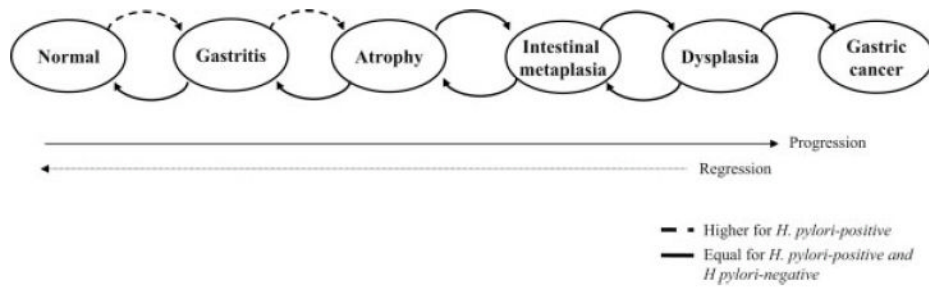 Normal
Gastritis
Atrophy
Intestinal
metaplasia
Dysplasia
Gastric
cancer
Progression
Regression
Higher for H. pylori-positive
Equal for H. pylori-positive and
H pylori-negative